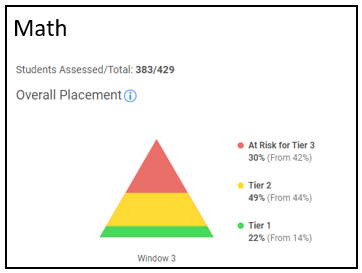 Math
Students Assessed/Total: 383/429
Overall Placement
At Risk for Tier 3
30% (From 42%)
Tier 2
49% (From 44%)
Tier 1
22% (From 14%)
Window 3